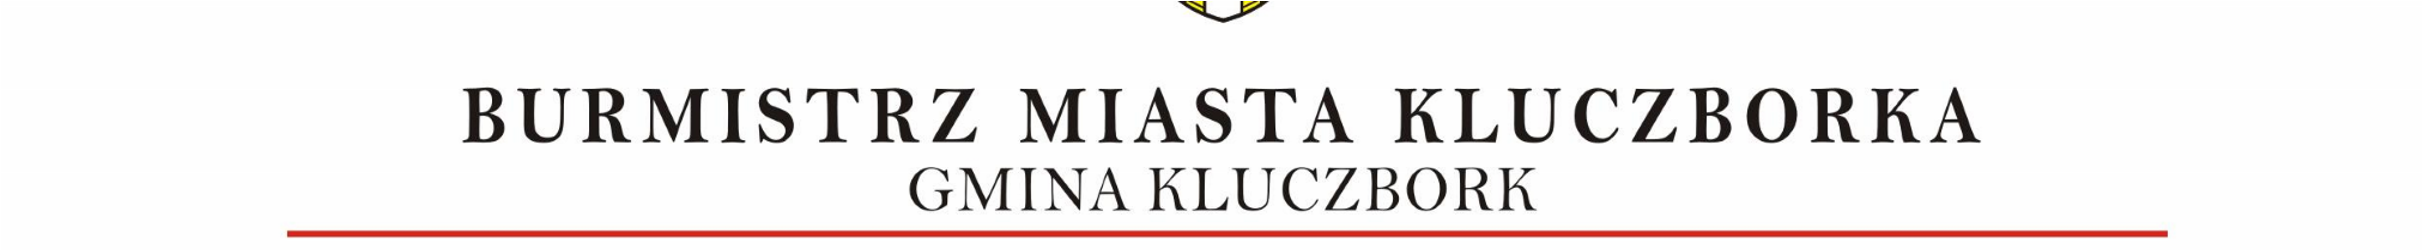 BURMISTRZ MIASTA KLUCZBORKA
GMINA KLUCZBORK